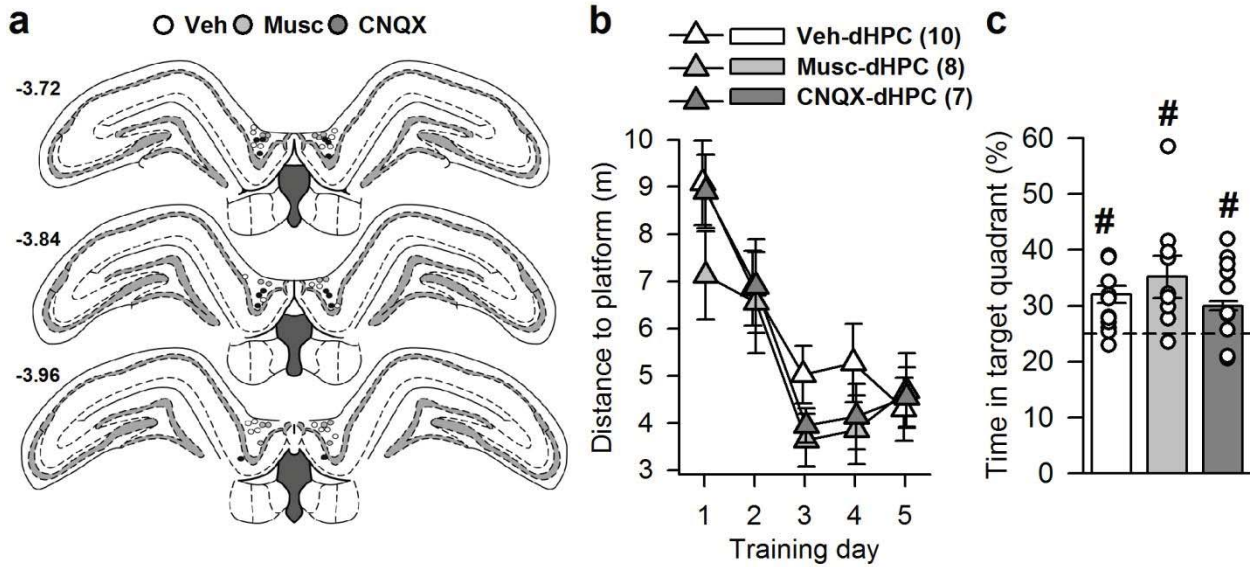 a
Veh Musc CNQX
-3.72
-3.84
-3.96
b
Veh-dHPC (10)
Musc-dHPC (8)
CNQX-dHPC (7)
Distance to platform (m)
10
9
8
7
6
5
4
3
1 2 3 4 5
Training day
c
Time in target quadrant (%)
60
50
40
30
20
10
0
# # #